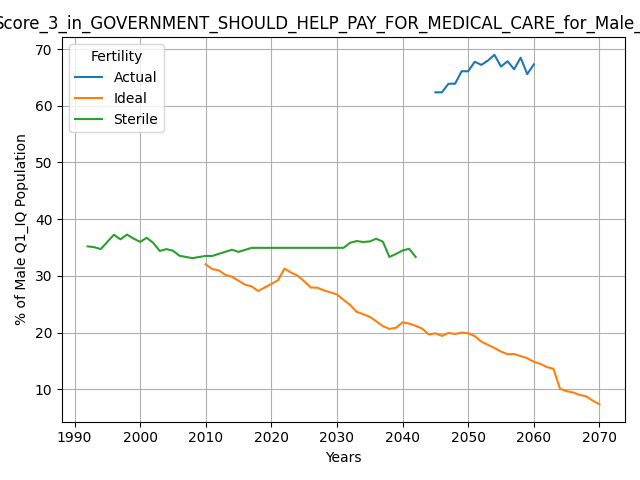 Score_3_in_GOVERNMENT_SHOULD_HELP_PAY_FOR_MEDICAL_CARE_for_Male_
Fertility
Actual
Ideal
Sterile
% of Male Q1_IQ Population
70
60
50
40
30
20
10
1990 2000 2010 2020 2030 2040 2050 2060 2070
Years